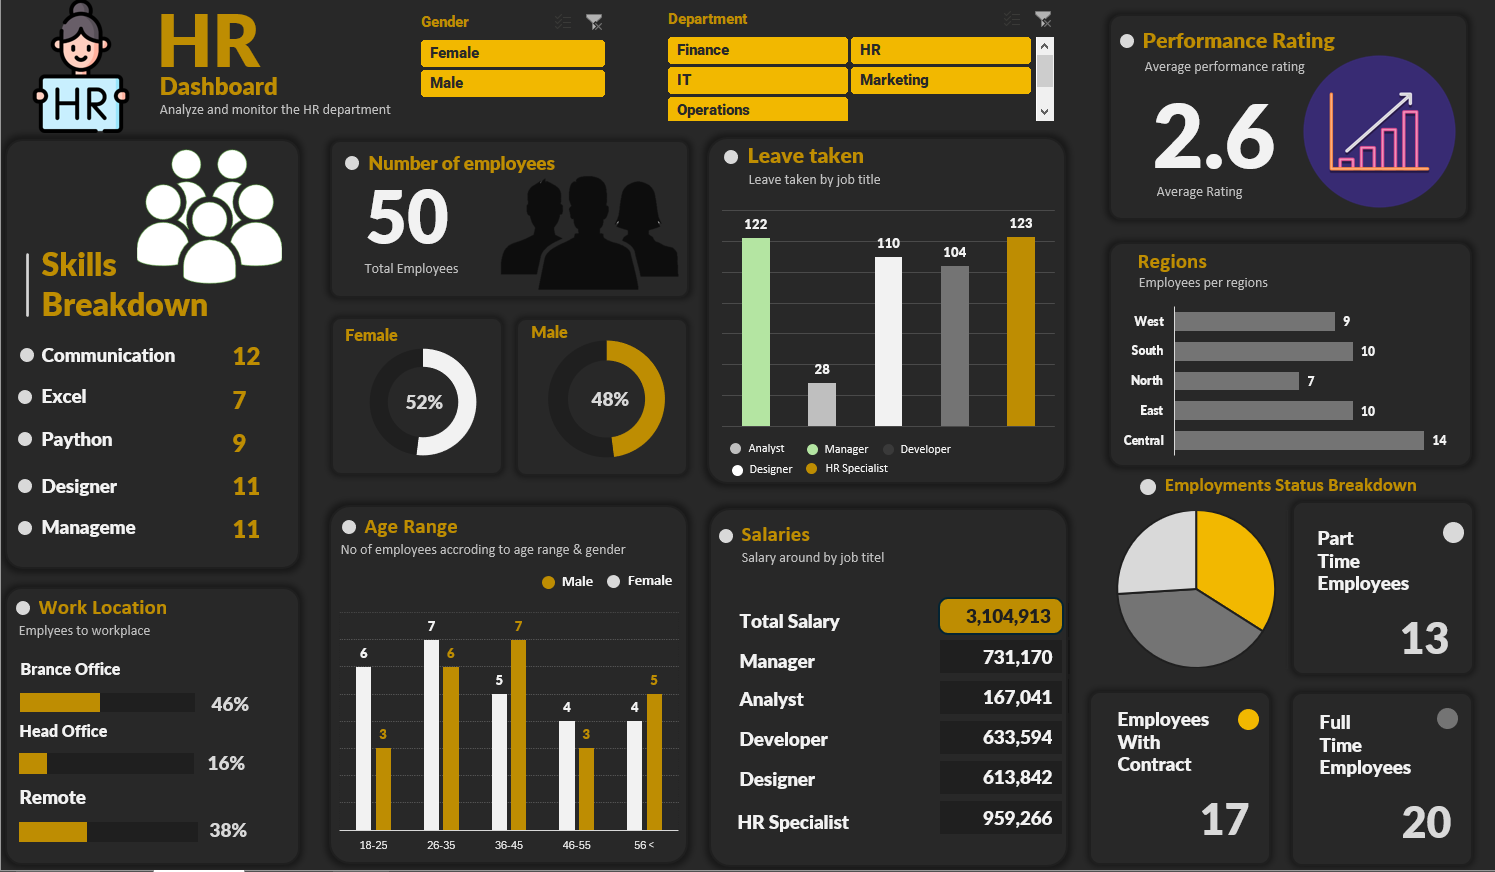 HR
HR
Dashboard
Analyze and monitor the HR department
Gender
Female
Male
Department
Finance
HR
IT
Marketing
Operations
Performance Rating
Average performance rating
2.6
Average Rating
Skills
Breakdown
Communication 12
Excel 7
Paython 9
Designer 11
Manageme 11
Number of employees
50
Total Employees
Female
52%
Male
48%
Leave taken
Leave taken by job title
122
28
110
104
123
Analyst
Manager
Developer
Designer
HR Specialist
Regions
Employees per regions
West 9
South 10
North 7
East 10
Central 14
Work Location
Emplyees to workplace
Brance Office
46%
Head Office
16%
Remote
38%
Age Range
No of employees accroding to age range & gender
Male
Female
6
3
7
6
5
7
4
3
4
5
18-25
26-35
36-45
46-55
56 <
Salaries
Salary around by job titel
Total Salary 3,104,913
Manager 731,170
Analyst 167,041
Developer 633,594
Designer 613,842
HR Specialist 959,266
Employments Status Breakdown
Part
Time
Employees
13
Employees
With
Contract
17
Full
Time
Employees
20